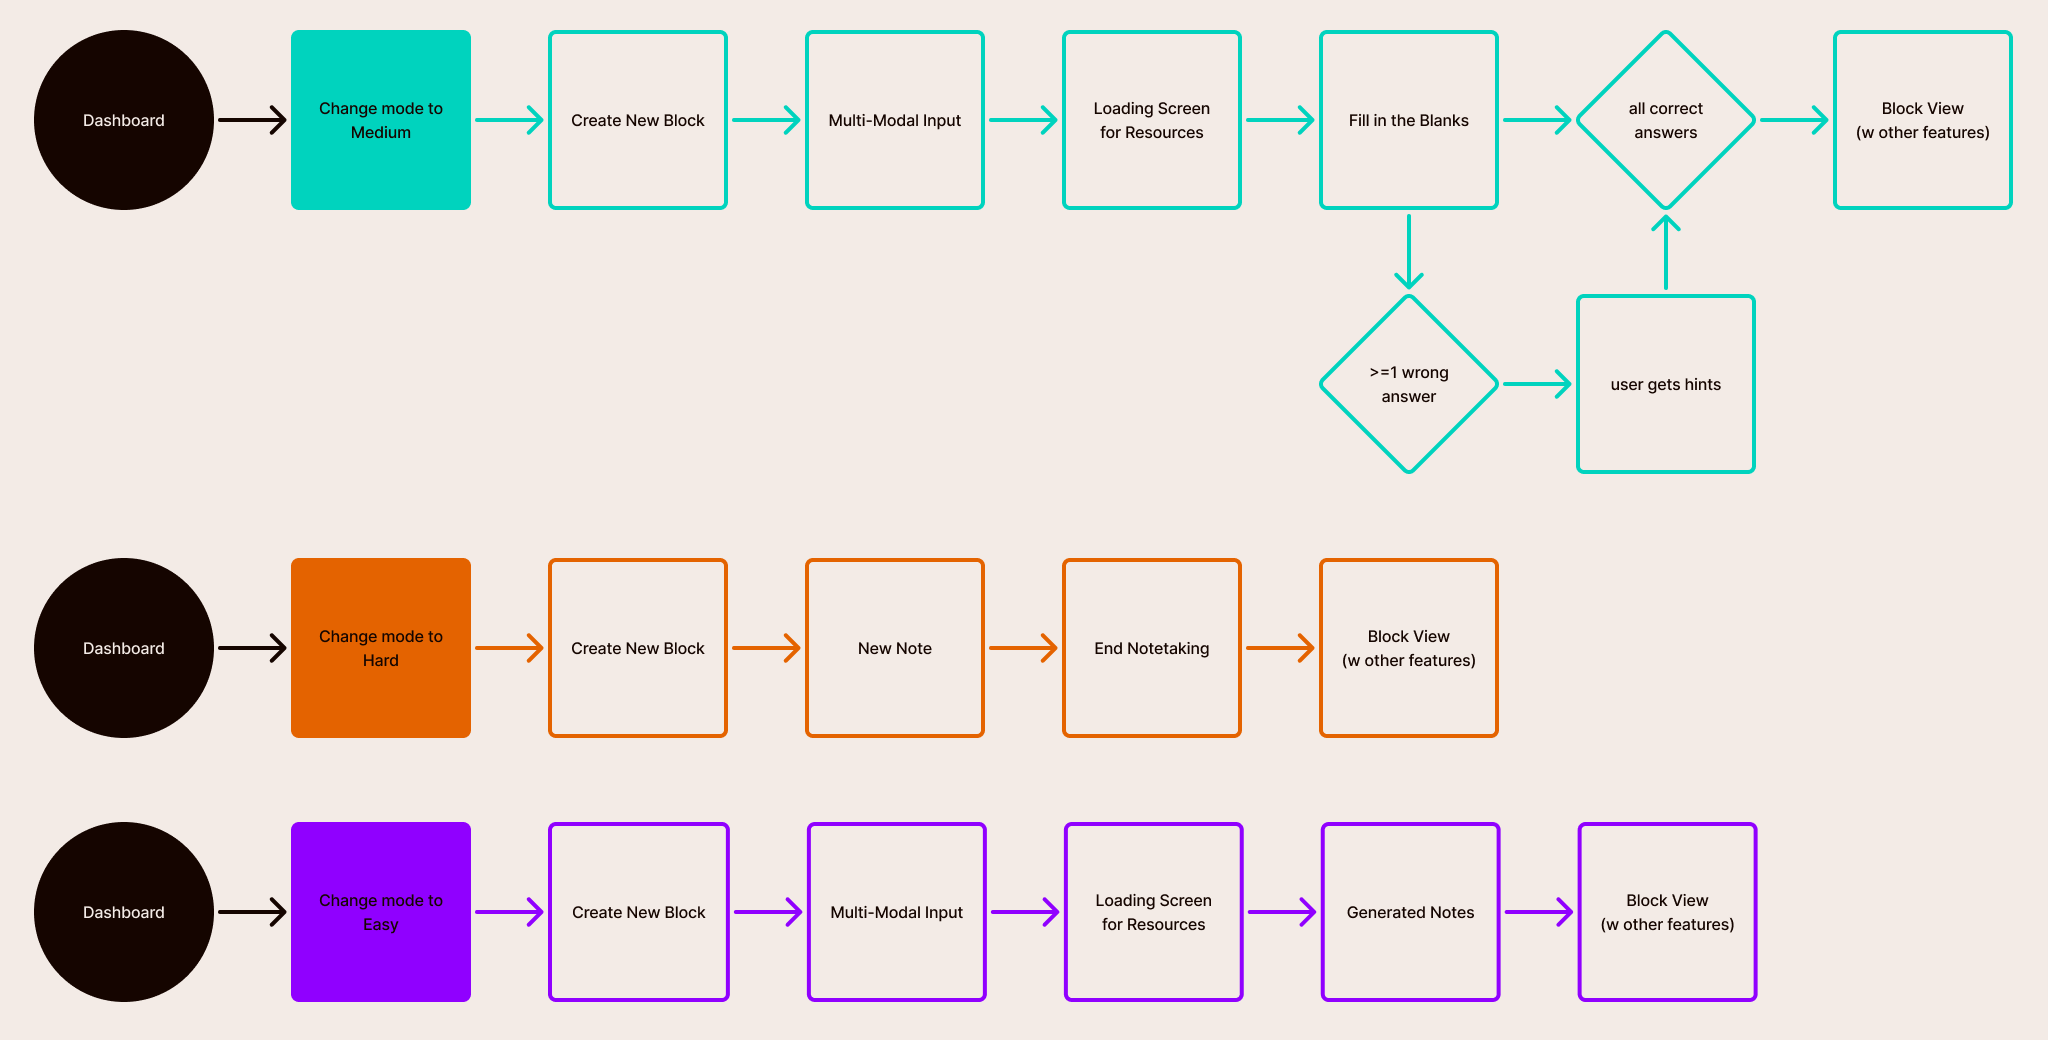 Dashboard
Change mode to
Medium
Create New Block
Multi-Modal Input
Loading Screen
for Resources
Fill in the Blanks
all correct
answers
Block View
(w other features)
>=1 wrong
answer
user gets hints
Dashboard
Change mode to
Hard
Create New Block
New Note
End Notetaking
Block View
(w other features)
Dashboard
Change mode to
Easy
Create New Block
Multi-Modal Input
Loading Screen
for Resources
Generated Notes
Block View
(w other features)